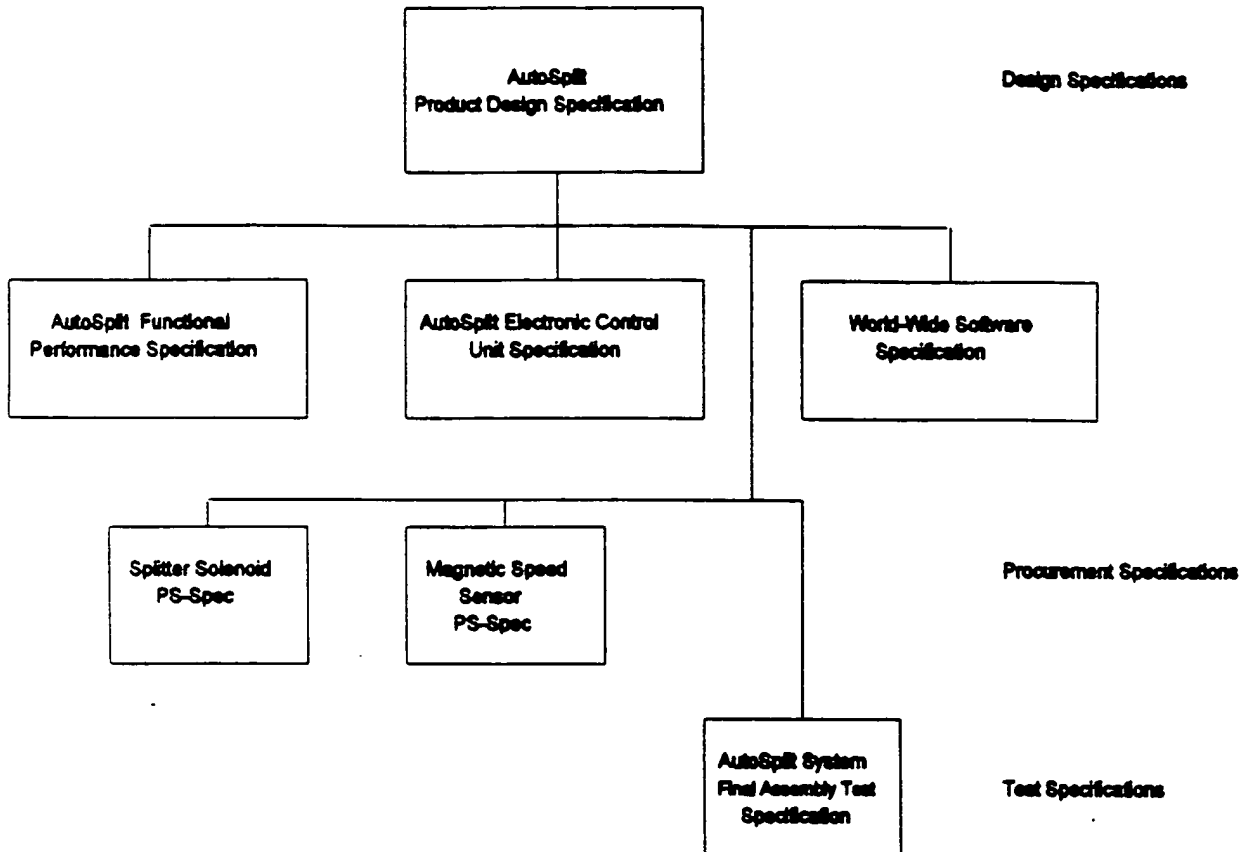 AutoSplit
Product Design Specification
Design Specifications
AutoSplit Functional
Performance Specification
AutoSplit Electronic Control
Unit Specification
World-Wide Software
Specification
Splitter Solenoid
PS-Spec
Magnetic Speed
Sensor
PS-Spec
Procurement Specifications
AutoSplit System
Final Assembly Test
Specification
Test Specifications